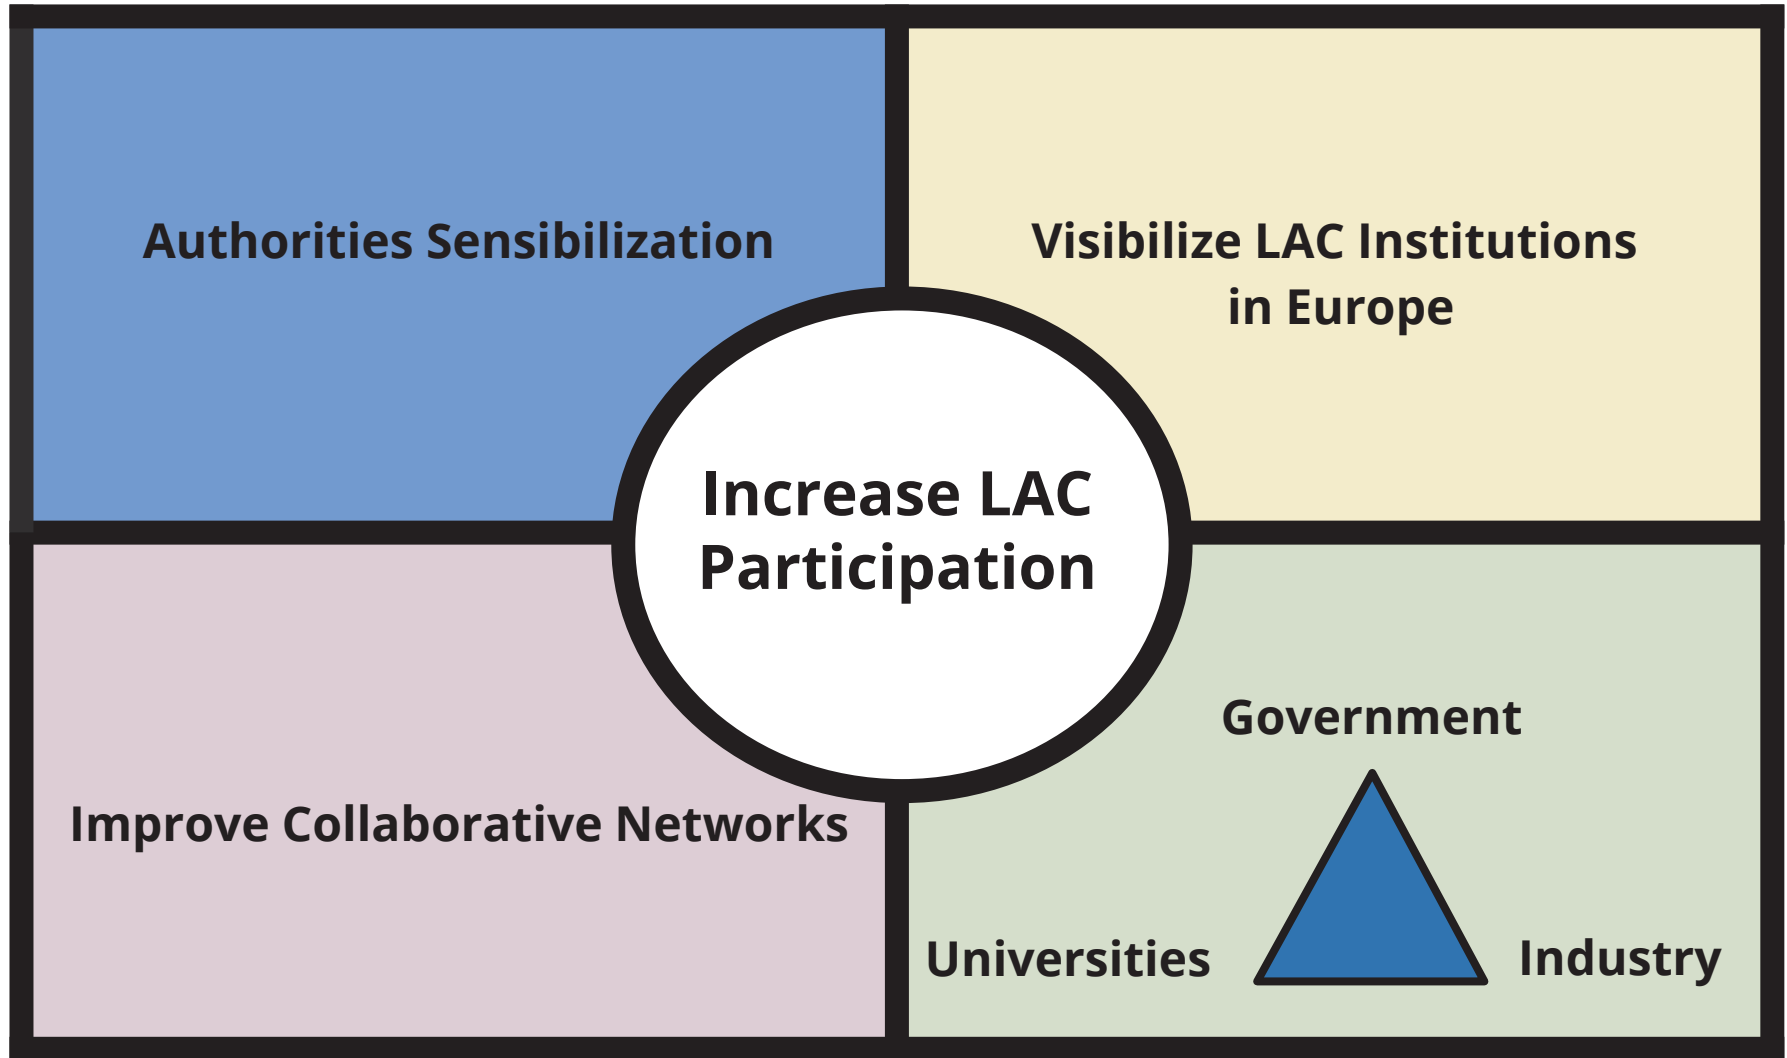 Authorities Sensibilization
Visibilize LAC Institutions
in Europe
Increase LAC
Participation
Improve Collaborative Networks
Government
Universities
Industry